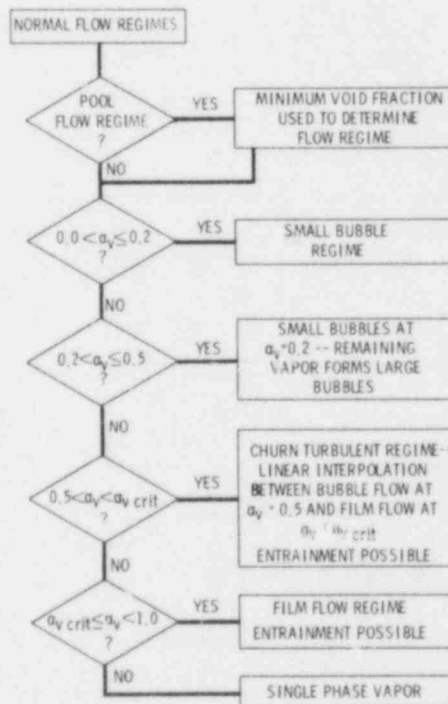 NORMAL FLOW REGIMES
POOL
FLOW REGIME
?
YES
MINIMUM VOID FRACTION
USED TO DETERMINE
FLOW REGIME
NO
0.0<αv≤0.2
?
YES
SMALL BUBBLE
REGIME
NO
0.2<αv≤0.5
?
YES
SMALL BUBBLES AT
αv=0.2 -- REMAINING
VAPOR FORMS LARGE
BUBBLES
NO
0.5<αv<αv crit
?
YES
CHURN TURBULENT REGIME--
LINEAR INTERPOLATION
BETWEEN BUBBLE FLOW AT
αv = 0.5 AND FILM FLOW AT
αv = αv crit
ENTRAINMENT POSSIBLE
NO
αv crit≤αv<1.0
?
YES
FILM FLOW REGIME
ENTRAINMENT POSSIBLE
NO
SINGLE PHASE VAPOR